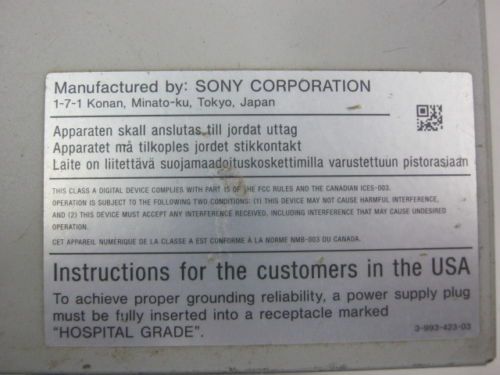 Manufactured by: SONY CORPORATION
1-7-1 Konan, Minato-ku, Tokyo, Japan
Apparaten skall anslutas till jordat uttag
Apparatet må tilkoples jordet stikkontakt
Laite on liitettävä suojamaadoituskoskettimilla varustettuun pistorasiaan
THIS CLASS A DIGITAL DEVICE COMPLIES WITH PART 15 OF THE FCC RULES AND THE CANADIAN ICES-003.
OPERATION IS SUBJECT TO THE FOLLOWING TWO CONDITIONS: (1) THIS DEVICE MAY NOT CAUSE HARMFUL INTERFERENCE,
AND (2) THIS DEVICE MUST ACCEPT ANY INTERFERENCE RECEIVED, INCLUDING INTERFERENCE THAT MAY CAUSE UNDESIRED
OPERATION.
CET APPAREIL NUMÉRIQUE DE LA CLASSE A EST CONFORME À LA NORME NMB-003 DU CANADA.
Instructions for the customers in the USA
To achieve proper grounding reliability, a power supply plug
must be fully inserted into a receptacle marked
"HOSPITAL GRADE".
3-993-423-03